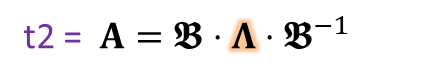 t2 = 𝐀 = 𝕭 · 𝚲 · 𝕭⁻¹